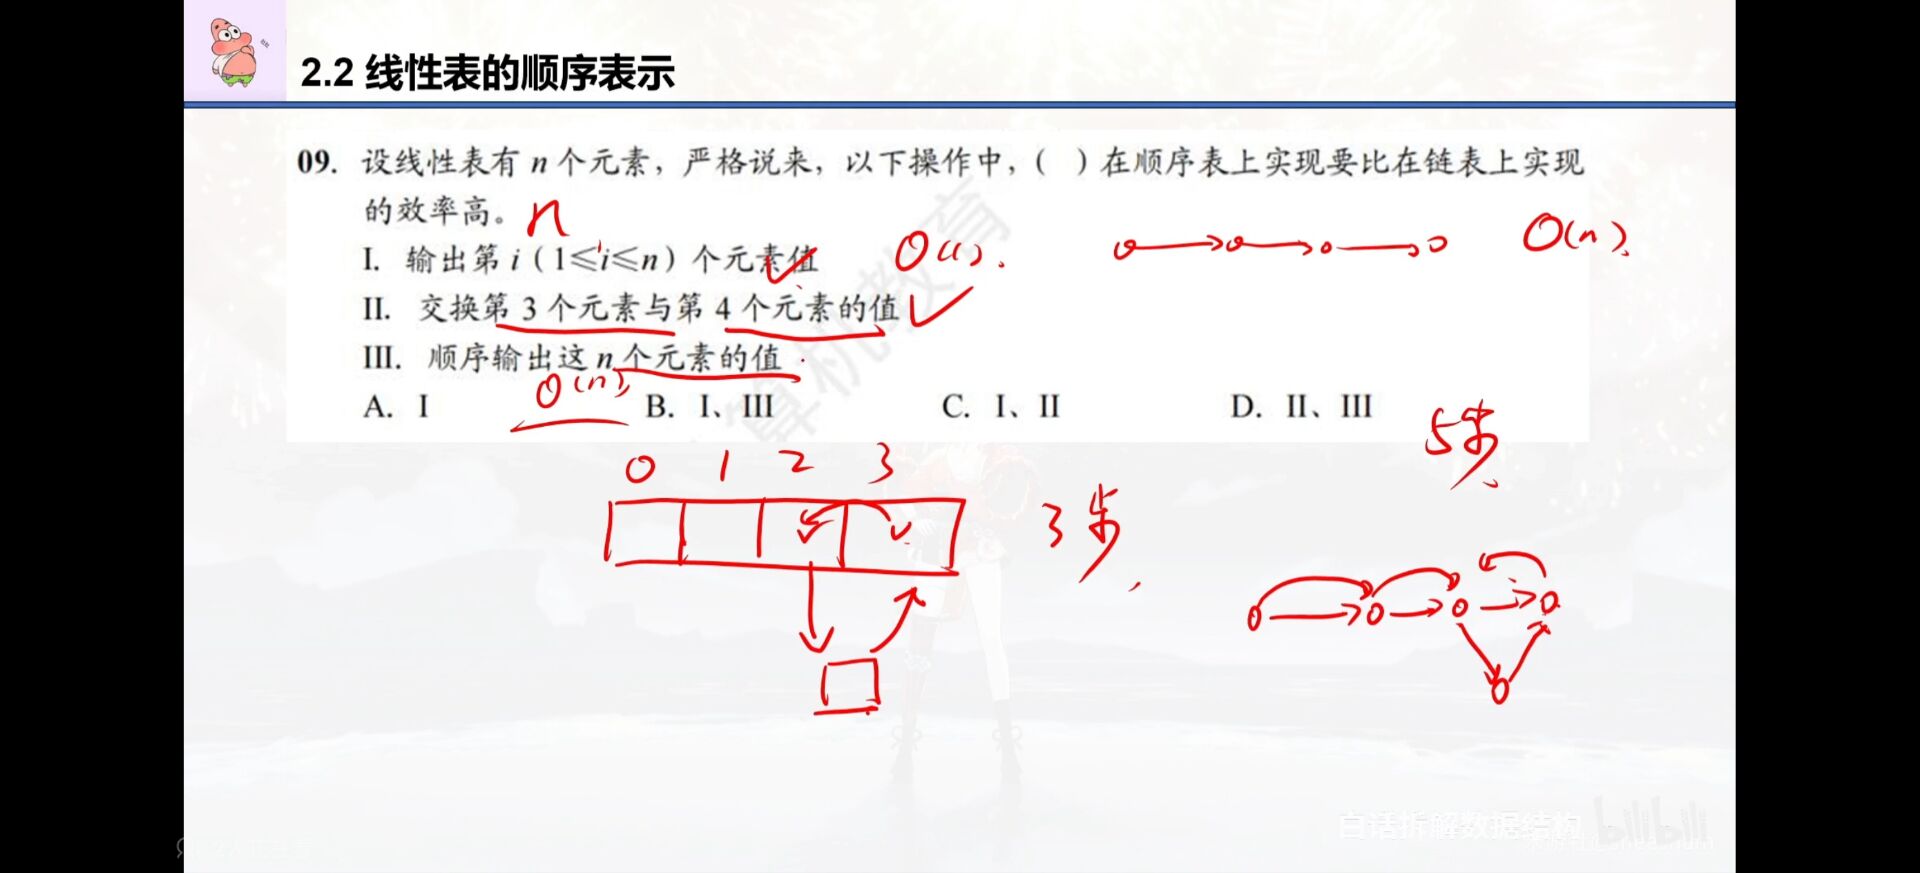 2.2 线性表的顺序表示
09. 设线性表有 n 个元素，严格说来，以下操作中，（ ）在顺序表上实现要比在链表上实现
的效率高。
n
I. 输出第 i（1≤i≤n）个元素值
O(1).
O(n).
II. 交换第 3 个元素与第 4 个元素的值
III. 顺序输出这 n 个元素的值
O(n)
A. I
B. I、III
C. I、II
D. II、III
5步
0 1 2 3
3步
白话拆解数据结构
bilibili